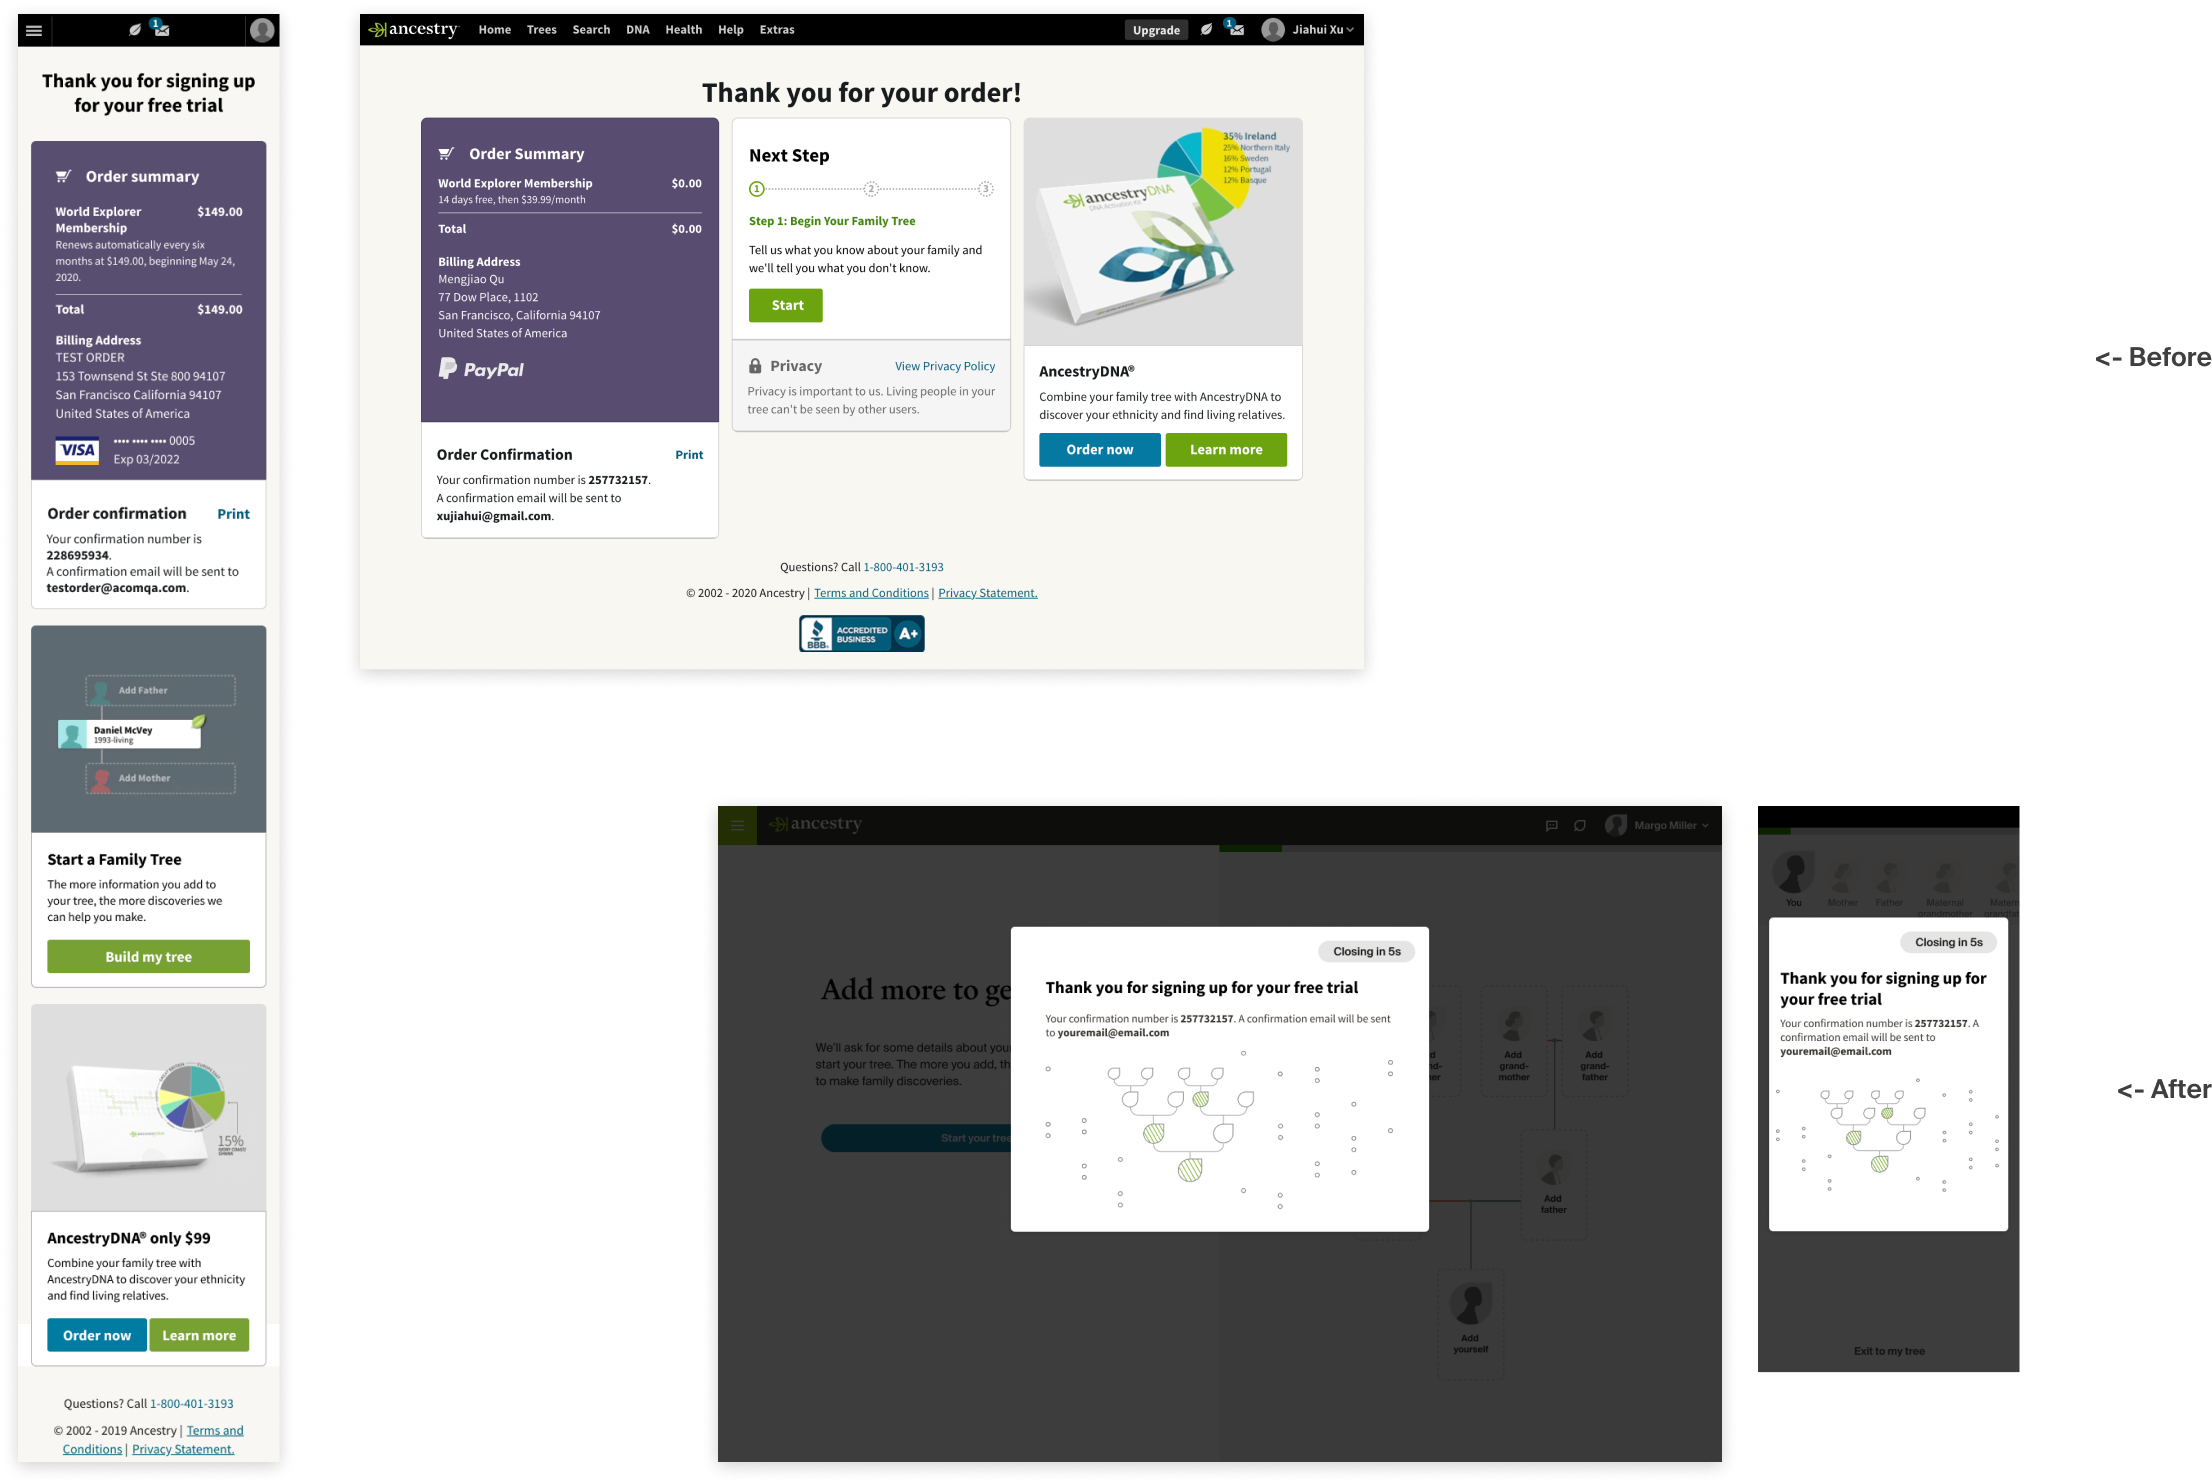 1
Thank you for signing up
for your free trial
Order summary
World Explorer $149.00
Membership
Renews automatically every six
months at $149.00, beginning May 24,
2020.
Total $149.00
Billing Address
TEST ORDER
153 Townsend St Ste 800 94107
San Francisco California 94107
United States of America
VISA •••• •••• •••• 0005
Exp 03/2022
Order confirmation Print
Your confirmation number is
228695934.
A confirmation email will be sent to
testorder@acomqa.com.
Add Father
Daniel McVey
1993-living
Add Mother
Start a Family Tree
The more information you add to
your tree, the more discoveries we
can help you make.
Build my tree
15%
AncestryDNA® only $99
Combine your family tree with
AncestryDNA to discover your ethnicity
and find living relatives.
Order now Learn more
Questions? Call 1-800-401-3193
© 2002 - 2019 Ancestry | Terms and
Conditions | Privacy Statement.
ancestry Home Trees Search DNA Health Help Extras Upgrade 1 Jiahui Xu
Thank you for your order!
Order Summary
World Explorer Membership $0.00
14 days free, then $39.99/month
Total $0.00
Billing Address
Mengjiao Qu
77 Dow Place, 1102
San Francisco, California 94107
United States of America
PayPal
Order Confirmation Print
Your confirmation number is 257732157.
A confirmation email will be sent to
xujiahui@gmail.com.
Next Step
1 2 3
Step 1: Begin Your Family Tree
Tell us what you know about your family and
we'll tell you what you don't know.
Start
Privacy View Privacy Policy
Privacy is important to us. Living people in your
tree can't be seen by other users.
35% Ireland
25% Northern Italy
16% Sweden
12% Portugal
12% Basque
ancestryDNA
DNA Activation Kit
AncestryDNA®
Combine your family tree with AncestryDNA to
discover your ethnicity and find living relatives.
Order now Learn more
Questions? Call 1-800-401-3193
© 2002 - 2020 Ancestry | Terms and Conditions | Privacy Statement.
BBB. ACCREDITED BUSINESS A+
<- Before
ancestry Margo Miller
Add more to ge
We'll ask for some details about you
start your tree. The more you add, th
to make family discoveries.
Start your tree
Closing in 5s
Thank you for signing up for your free trial
Your confirmation number is 257732157. A confirmation email will be sent
to youremail@email.com
Add
grand-
mother
Add
grand-
father
Add
father
Add
yourself
You Mother Father Maternal
grandmother
Closing in 5s
Thank you for signing up for
your free trial
Your confirmation number is 257732157. A
confirmation email will be sent to
youremail@email.com
Exit to my tree
<- After